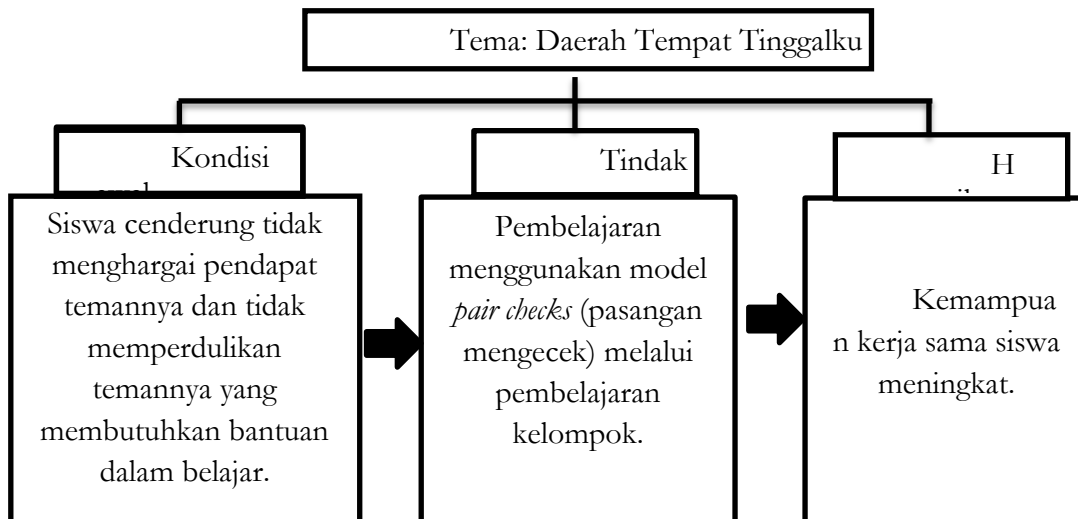 Tema: Daerah Tempat Tinggalku
Kondisi
Tindak
H
Siswa cenderung tidak
menghargai pendapat
temannya dan tidak
memperdulikan
temannya yang
membutuhkan bantuan
dalam belajar.
Pembelajaran
menggunakan model
pair checks (pasangan
mengecek) melalui
pembelajaran
kelompok.
Kemampua
n kerja sama siswa
meningkat.